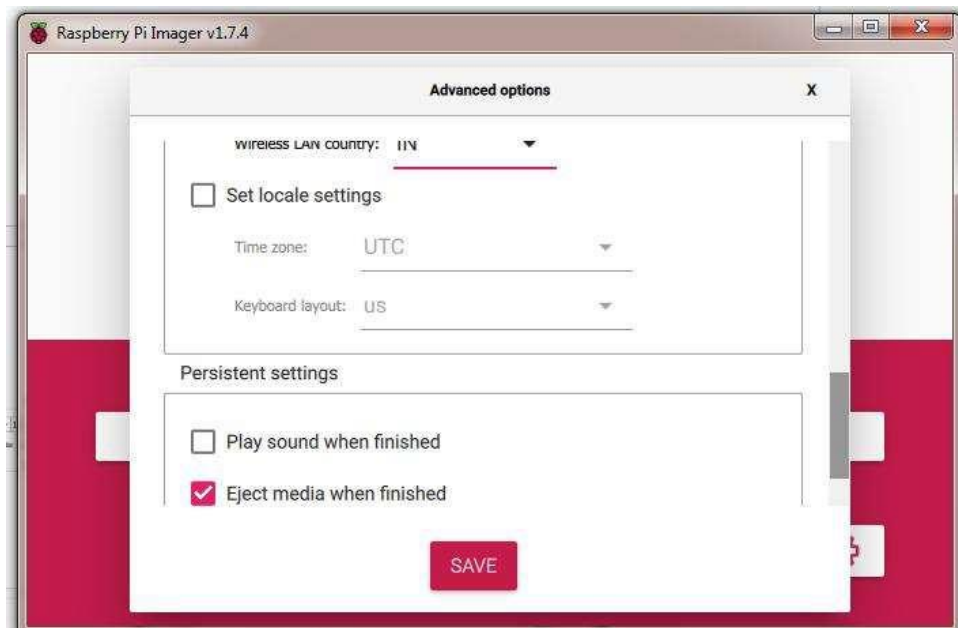 Raspberry Pi Imager v1.7.4
Advanced options
X
Wireless LAN country: IN
Set locale settings
Time zone: UTC
Keyboard layout: us
Persistent settings
Play sound when finished
Eject media when finished
SAVE